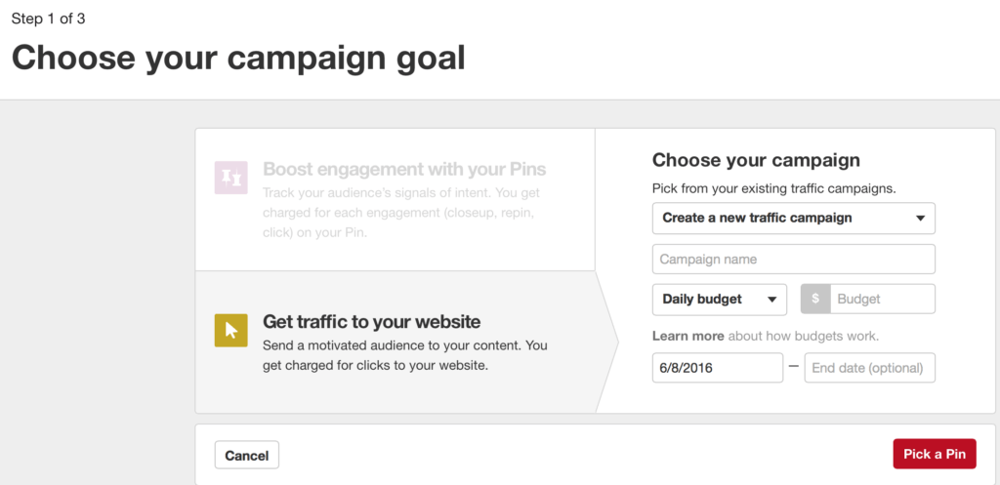 Step 1 of 3
Choose your campaign goal
Boost engagement with your Pins
Track your audience's signals of intent. You get
charged for each engagement (closeup, repin,
click) on your Pin.
Get traffic to your website
Send a motivated audience to your content. You
get charged for clicks to your website.
Choose your campaign
Pick from your existing traffic campaigns.
Create a new traffic campaign
Campaign name
Daily budget $ Budget
Learn more about how budgets work.
6/8/2016 – End date (optional)
Cancel
Pick a Pin